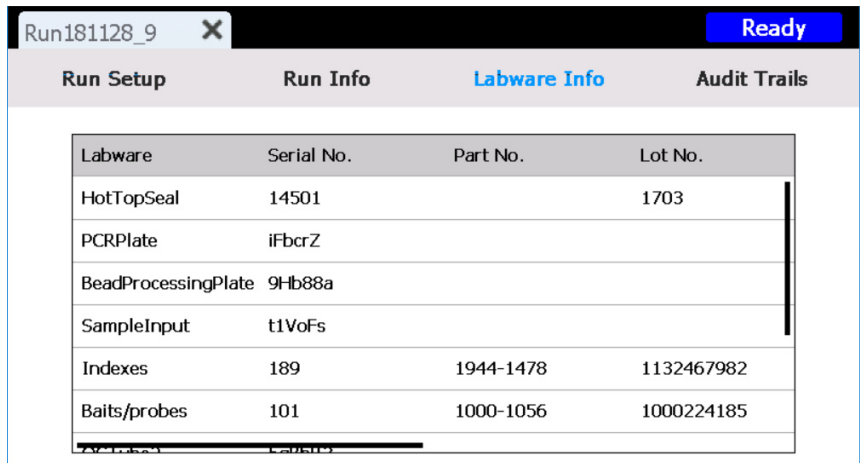 Run181128_9 Ready
Run Setup Run Info Labware Info Audit Trails
Labware Serial No. Part No. Lot No.
HotTopSeal 14501 1703
PCRPlate iFbcrZ
BeadProcessingPlate 9Hb88a
SampleInput t1VoFs
Indexes 189 1944-1478 1132467982
Baits/probes 101 1000-1056 1000224185